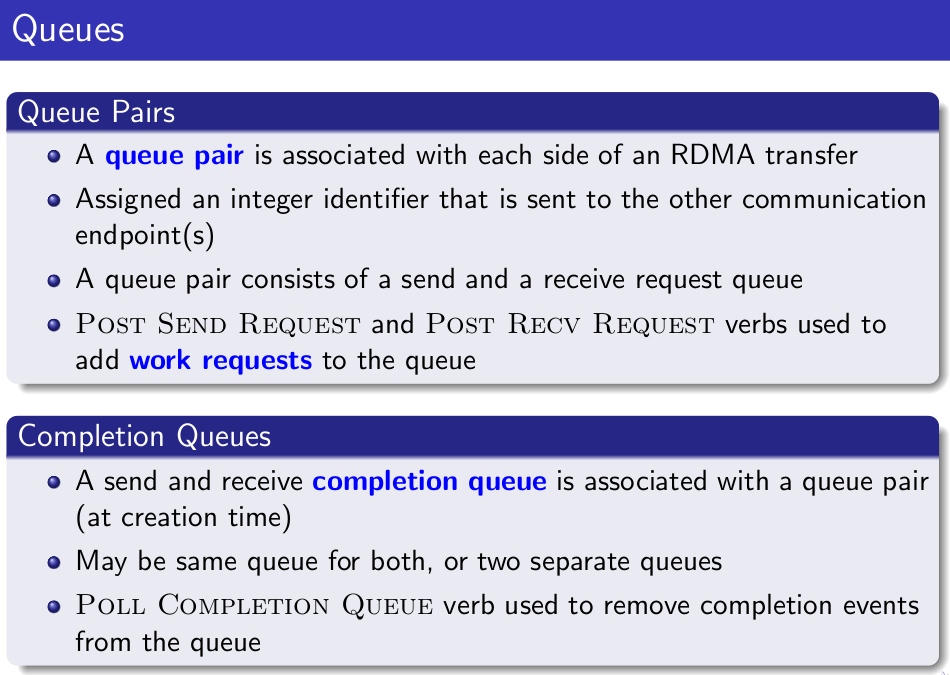 Queues
Queue Pairs
A queue pair is associated with each side of an RDMA transfer
Assigned an integer identifier that is sent to the other communication
endpoint(s)
A queue pair consists of a send and a receive request queue
Post Send Request and Post Recv Request verbs used to
add work requests to the queue
Completion Queues
A send and receive completion queue is associated with a queue pair
(at creation time)
May be same queue for both, or two separate queues
Poll Completion Queue verb used to remove completion events
from the queue